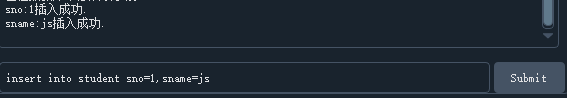 sno:1插入成功.
sname:js插入成功.
insert into student sno=1,sname=js
Submit